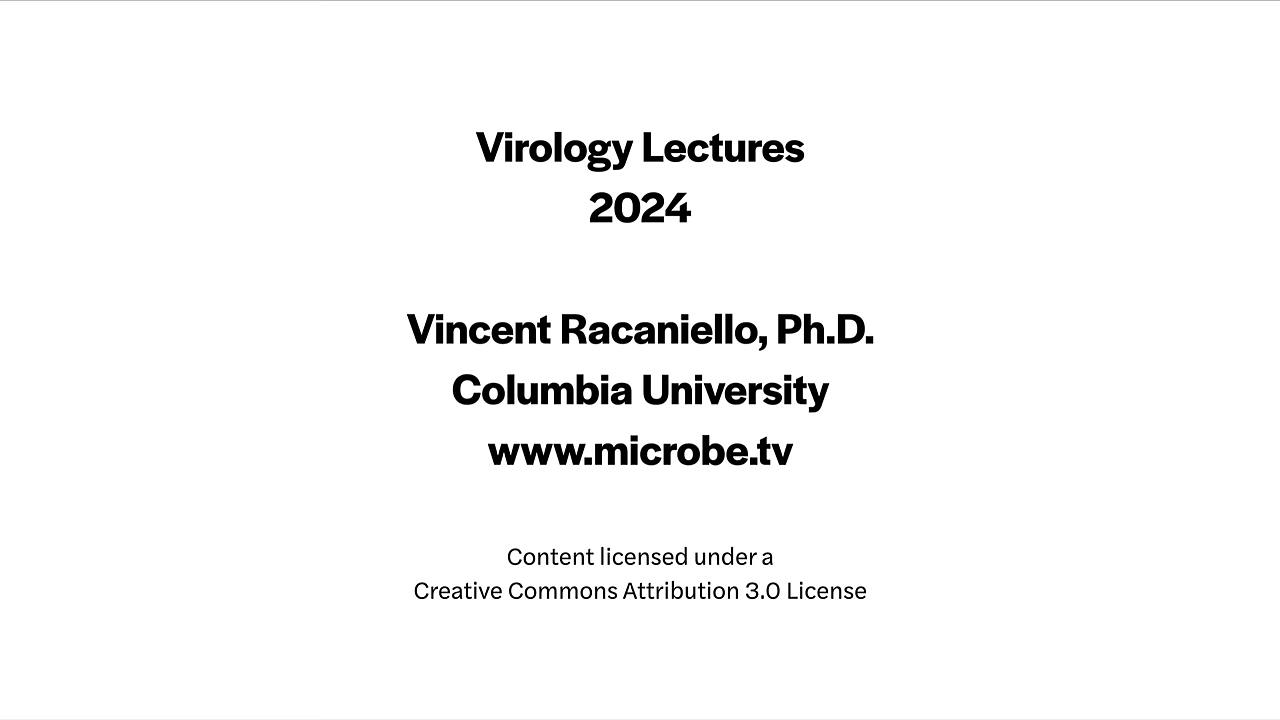 Virology Lectures
2024
Vincent Racaniello, Ph.D.
Columbia University
www.microbe.tv
Content licensed under a
Creative Commons Attribution 3.0 License